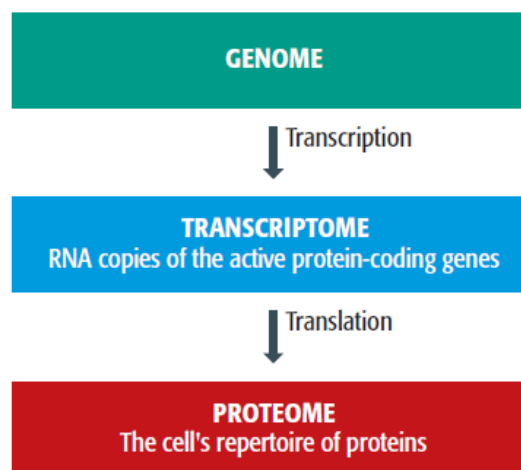 GENOME
Transcription
TRANSCRIPTOME
RNA copies of the active protein-coding genes
Translation
PROTEOME
The cell's repertoire of proteins